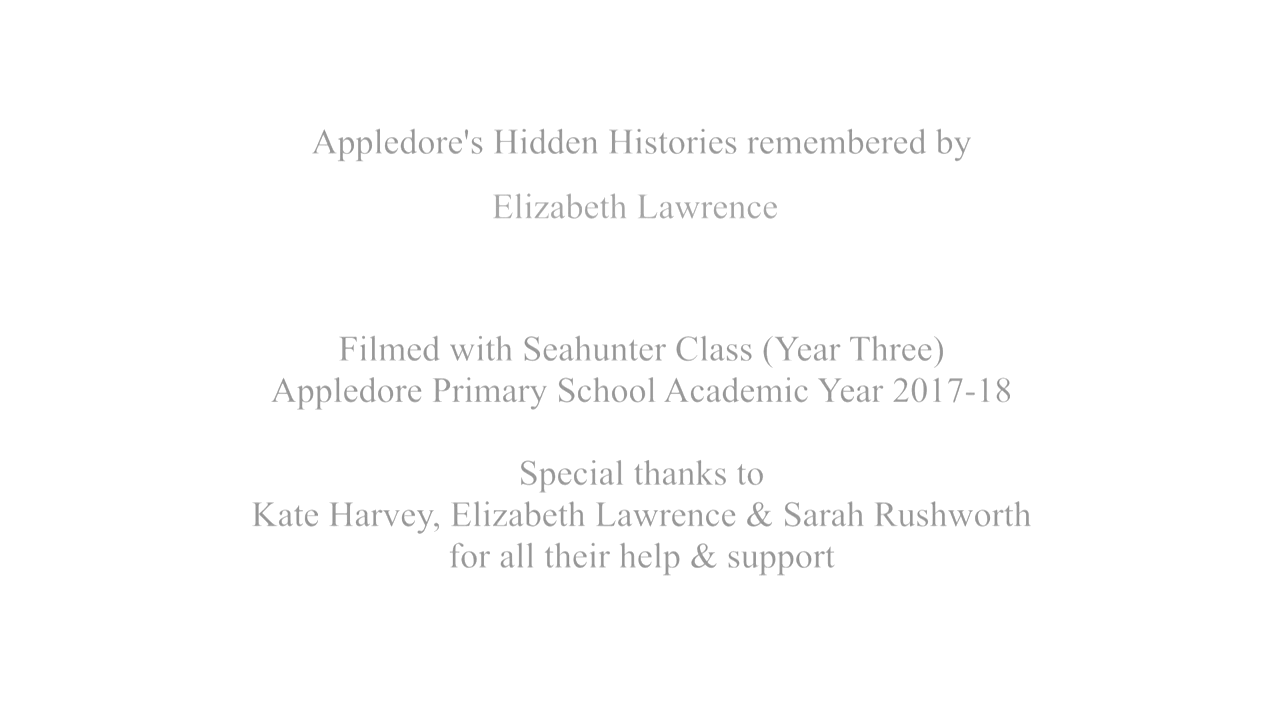 Appledore's Hidden Histories remembered by
Elizabeth Lawrence
Filmed with Seahunter Class (Year Three)
Appledore Primary School Academic Year 2017-18
Special thanks to
Kate Harvey, Elizabeth Lawrence & Sarah Rushworth
for all their help & support